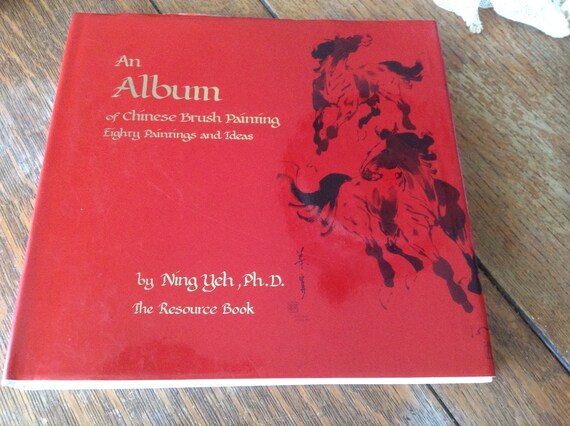 An
Album
of Chinese Brush Painting
Eighty Paintings and Ideas
by Ning Yeh, Ph.D.
The Resource Book